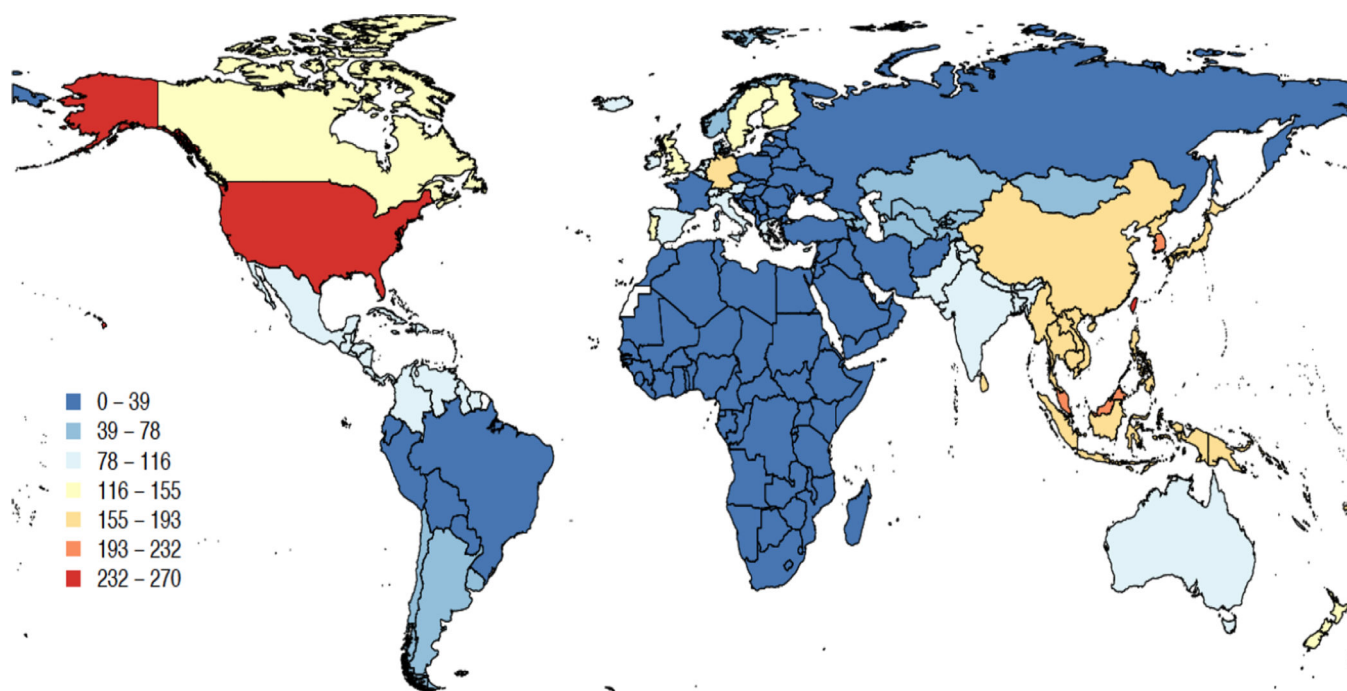 0 – 39
39 – 78
78 – 116
116 – 155
155 – 193
193 – 232
232 – 270